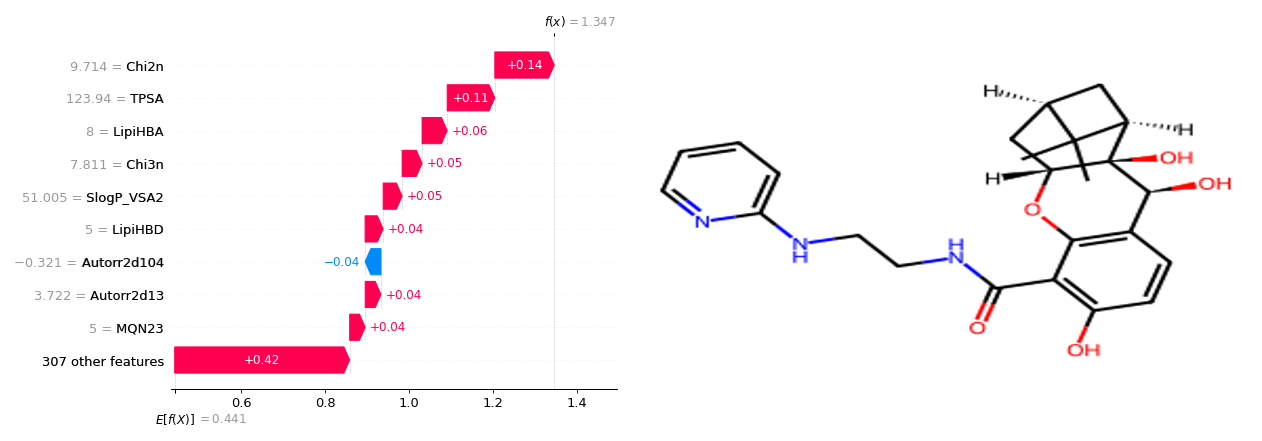 f(x) = 1.347
9.714 = Chi2n
+0.14
123.94 = TPSA
+0.11
8 = LipiHBA
+0.06
7.811 = Chi3n
+0.05
51.005 = SlogP_VSA2
+0.05
5 = LipiHBD
+0.04
−0.321 = Autorr2d104
−0.04
3.722 = Autorr2d13
+0.04
5 = MQN23
+0.04
307 other features
+0.42
0.6 0.8 1.0 1.2 1.4
E[f(X)] = 0.441
H
H
OH
H
OH
O
N
N
H
H
N
O
OH